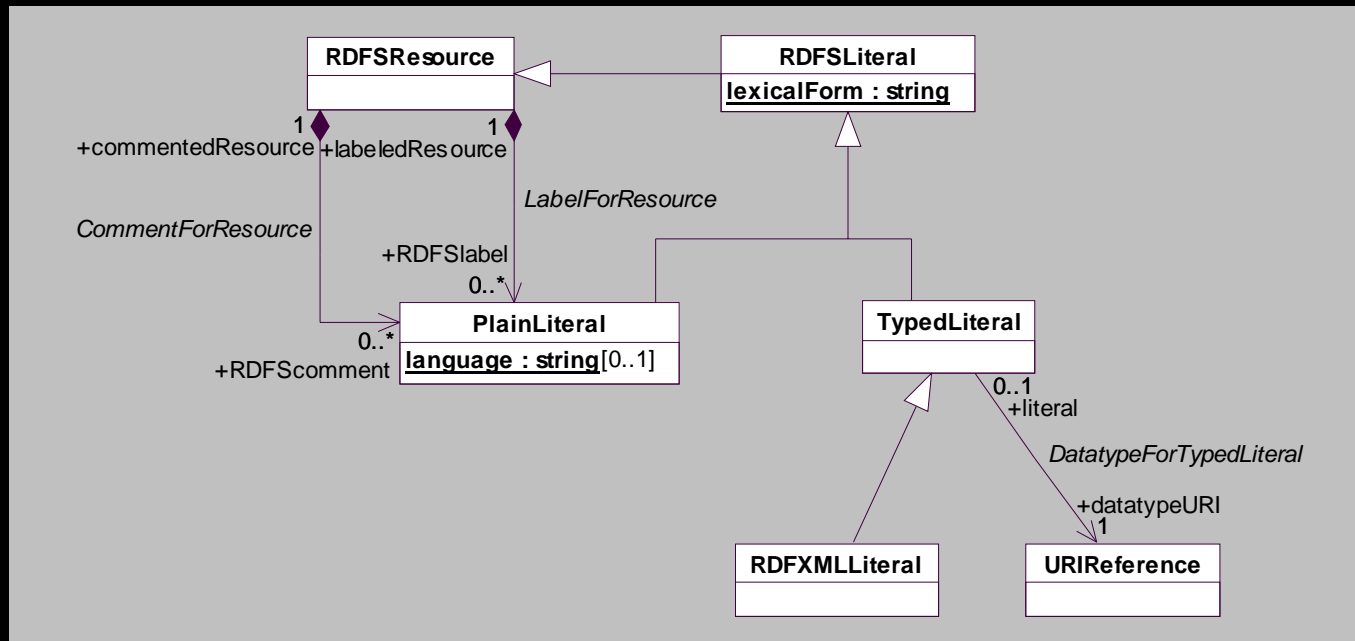 RDFSResource
RDFSLiteral
lexicalForm : string
1
1
+commentedResource
+labeledResource
LabelForResource
CommentForResource
+RDFSlabel
0..*
PlainLiteral
language : string[0..1]
0..*
+RDFScomment
TypedLiteral
0..1
+literal
DatatypeForTypedLiteral
+datatypeURI
1
RDFXMLLiteral
URIReference